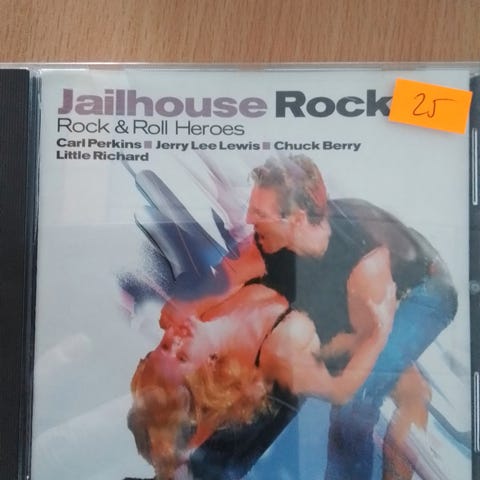 Jailhouse Rock
25
Rock & Roll Heroes
Carl Perkins ■ Jerry Lee Lewis ■ Chuck Berry
Little Richard